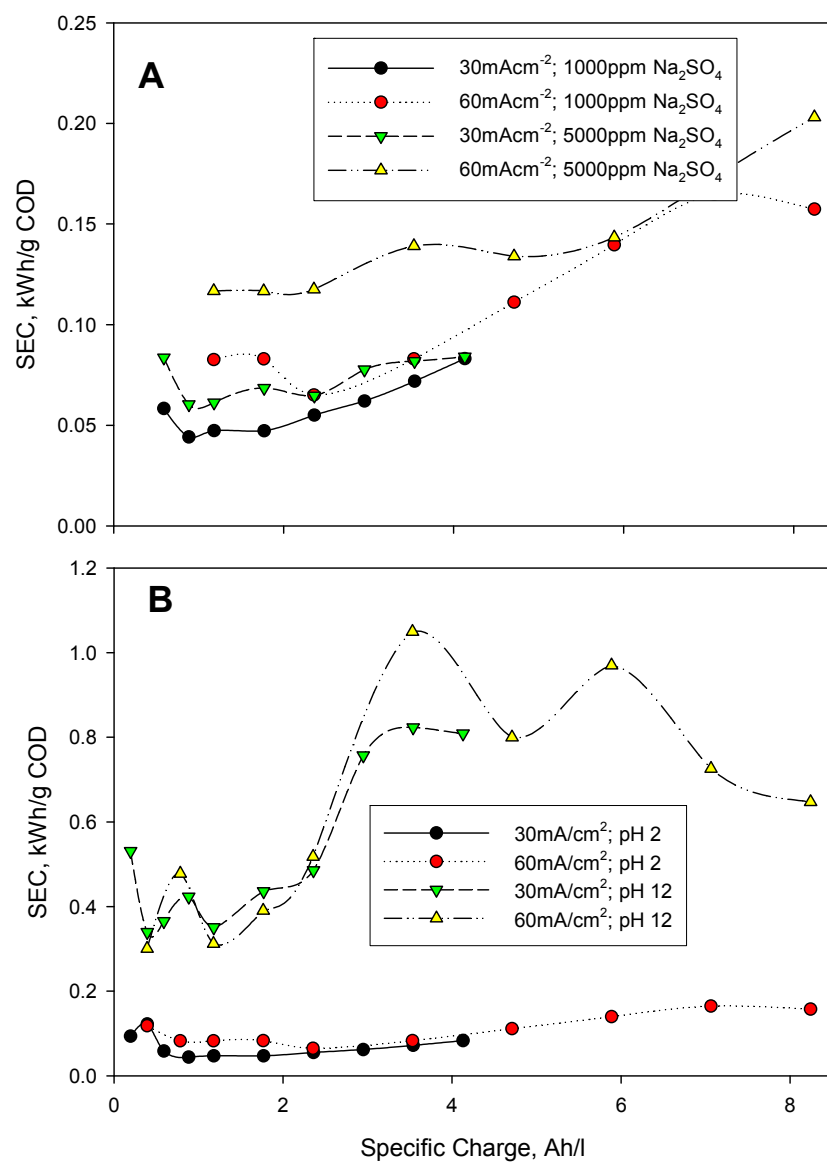 0.25
A
30mAcm⁻²; 1000ppm Na₂SO₄
60mAcm⁻²; 1000ppm Na₂SO₄
30mAcm⁻²; 5000ppm Na₂SO₄
60mAcm⁻²; 5000ppm Na₂SO₄
0.20
0.15
0.10
0.05
0.00
SEC, kWh/g COD
1.2
B
1.0
0.8
0.6
0.4
0.2
0.0
SEC, kWh/g COD
30mA/cm²; pH 2
60mA/cm²; pH 2
30mA/cm²; pH 12
60mA/cm²; pH 12
0 2 4 6 8
Specific Charge, Ah/l